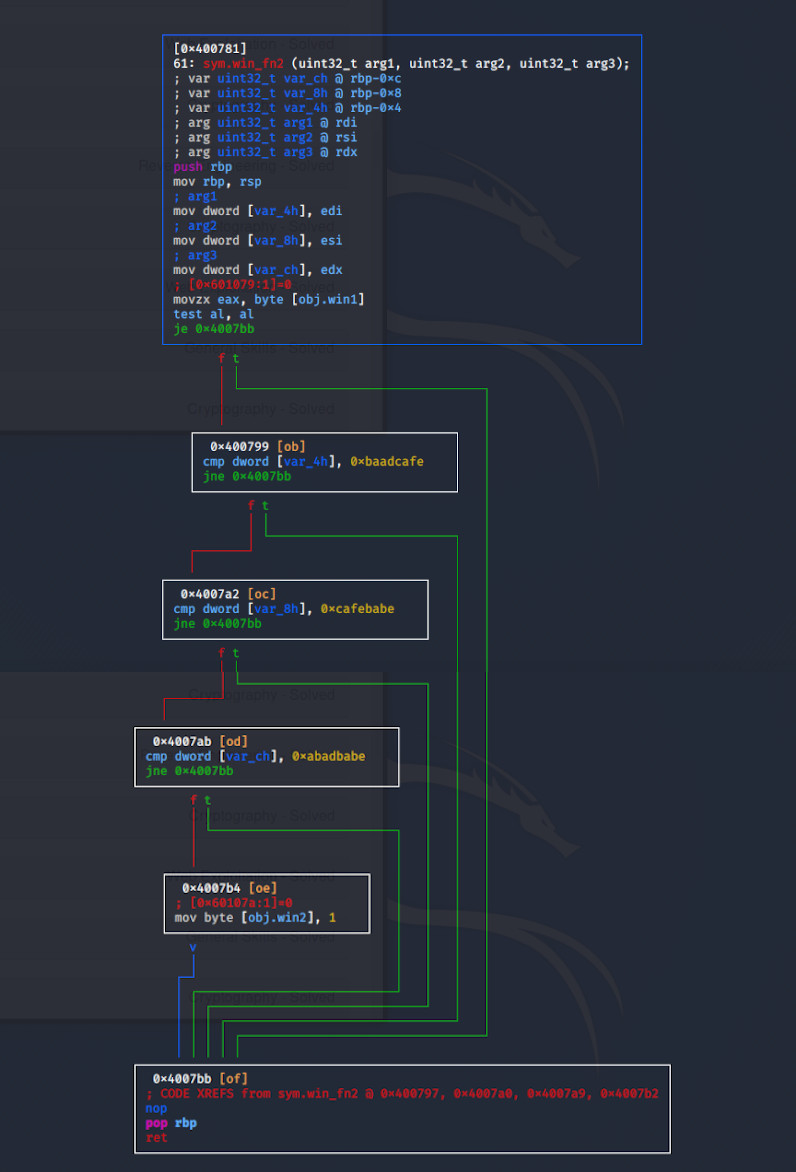 [0×400781]
61: sym.win_fn2 (uint32_t arg1, uint32_t arg2, uint32_t arg3);
; var uint32_t var_ch @ rbp-0×c
; var uint32_t var_8h @ rbp-0×8
; var uint32_t var_4h @ rbp-0×4
; arg uint32_t arg1 @ rdi
; arg uint32_t arg2 @ rsi
; arg uint32_t arg3 @ rdx
push rbp
mov rbp, rsp
; arg1
mov dword [var_4h], edi
; arg2
mov dword [var_8h], esi
; arg3
mov dword [var_ch], edx
; [0×601079:1]=0
movzx eax, byte [obj.win1]
test al, al
je 0×4007bb
f t
0×400799 [ob]
cmp dword [var_4h], 0×baadcafe
jne 0×4007bb
f t
0×4007a2 [oc]
cmp dword [var_8h], 0×cafebabe
jne 0×4007bb
f t
0×4007ab [od]
cmp dword [var_ch], 0×abadbabe
jne 0×4007bb
f t
0×4007b4 [oe]
; [0×60107a:1]=0
mov byte [obj.win2], 1
v
0×4007bb [of]
; CODE XREFS from sym.win_fn2 @ 0×400797, 0×4007a0, 0×4007a9, 0×4007b2
nop
pop rbp
ret
Cryptography - Solved
Cryptography - Solved